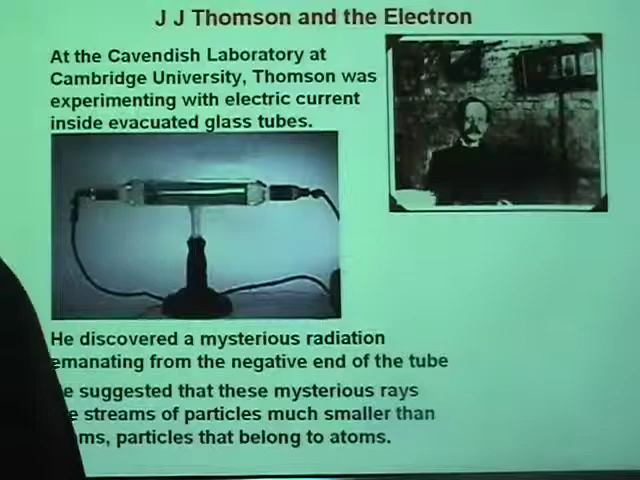 J J Thomson and the Electron
At the Cavendish Laboratory at
Cambridge University, Thomson was
experimenting with electric current
inside evacuated glass tubes.
He discovered a mysterious radiation
emanating from the negative end of the tube
e suggested that these mysterious rays
e streams of particles much smaller than
ms, particles that belong to atoms.